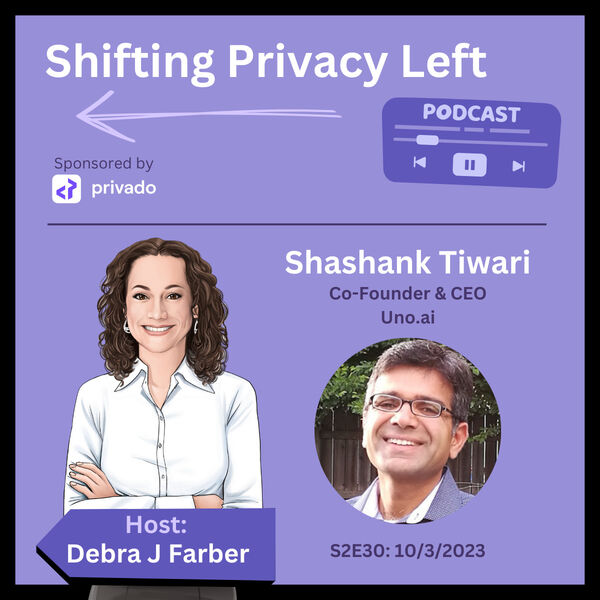 Shifting Privacy Left
PODCAST
Sponsored by
privado
Shashank Tiwari
Co-Founder & CEO
Uno.ai
Host:
Debra J Farber
S2E30: 10/3/2023